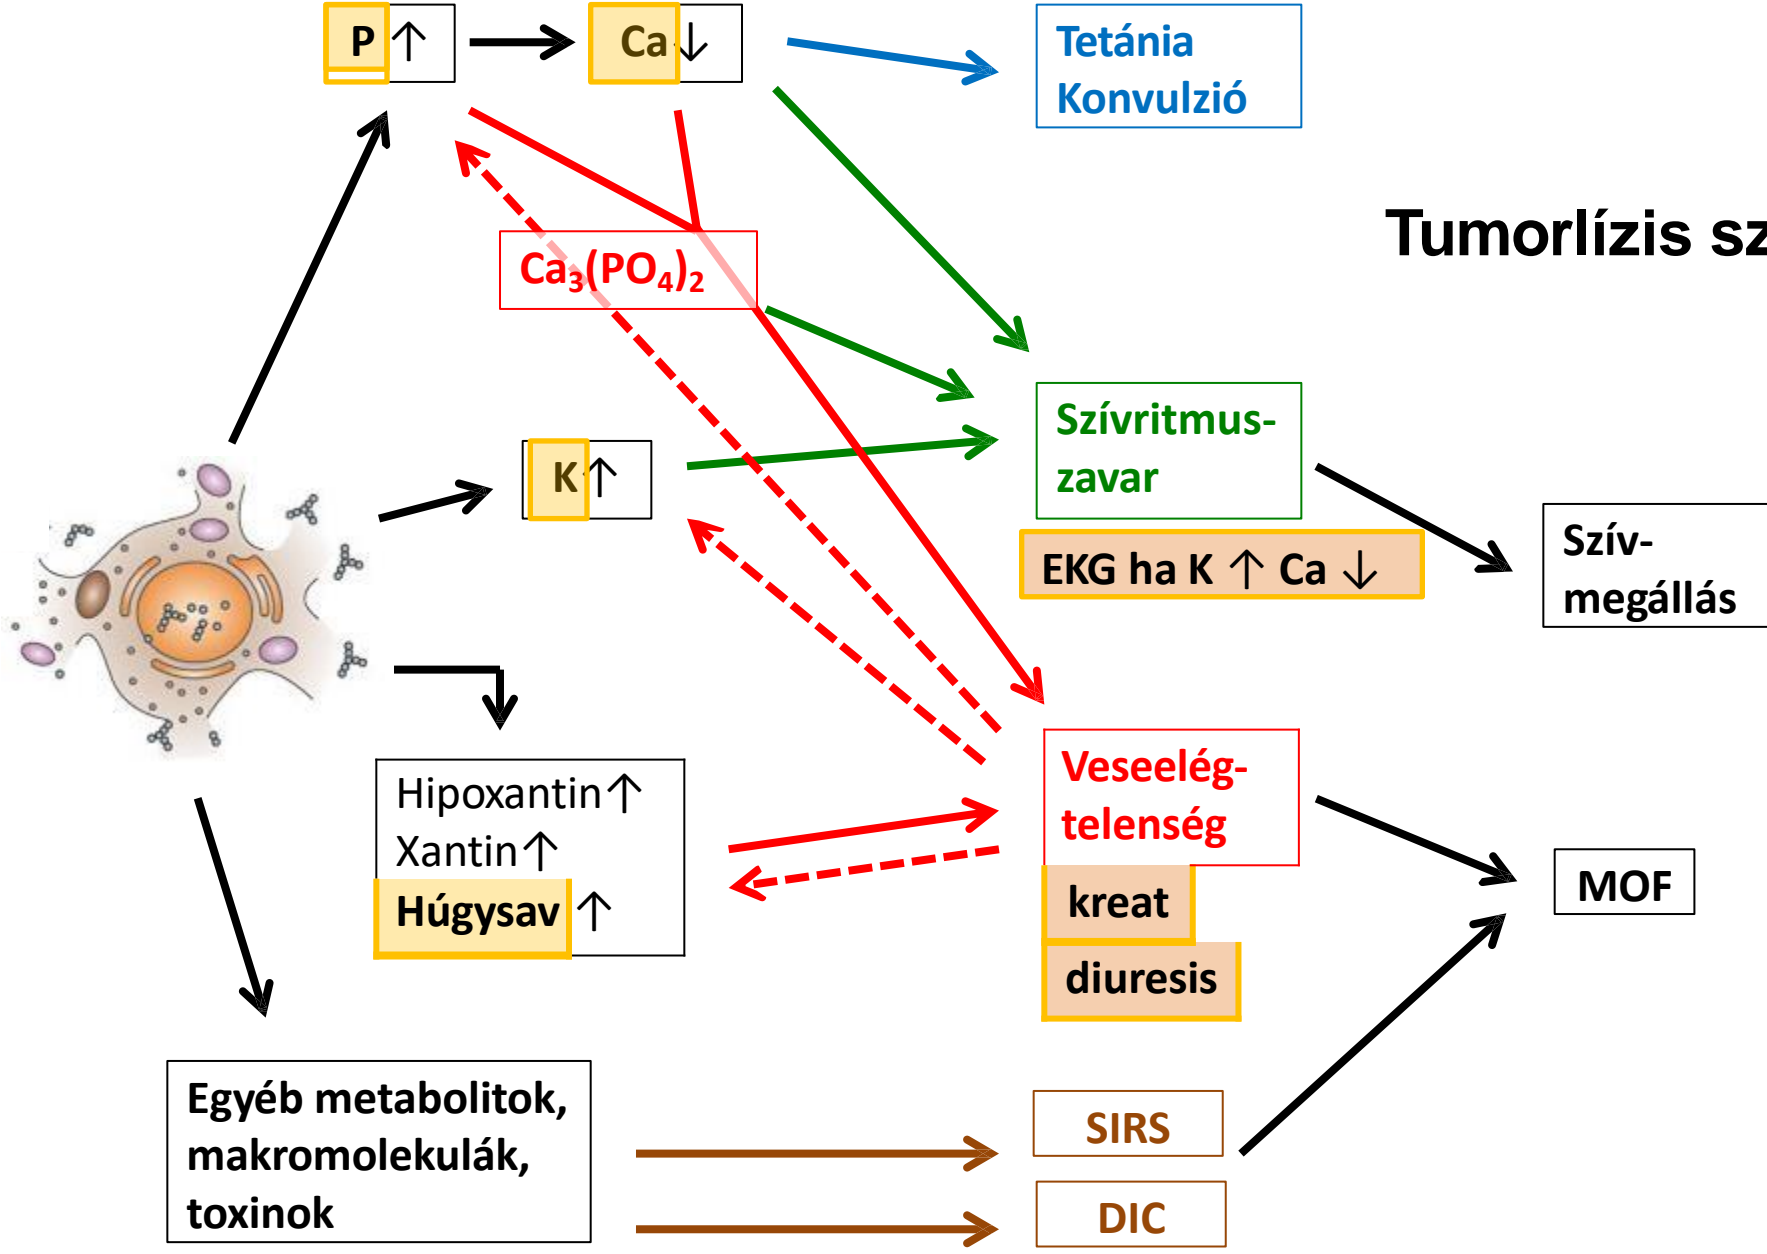 P ↑
Ca ↓
Tetánia
Konvulzió
Tumorlízis sz
Ca₃(PO₄)₂
K ↑
Szívritmus-
zavar
EKG ha K ↑ Ca ↓
Szív-
megállás
Hipoxantin ↑
Xantin ↑
Húgysav ↑
Veseelég-
telenség
kreat
diuresis
MOF
Egyéb metabolitok,
makromolekulák,
toxinok
SIRS
DIC